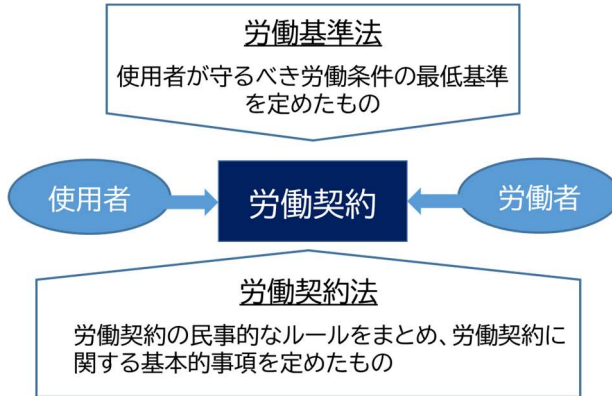 労働基準法
使用者が守るべき労働条件の最低基準
を定めたもの
使用者
労働契約
労働者
労働契約法
労働契約の民事的なルールをまとめ、労働契約に
関する基本的事項を定めたもの